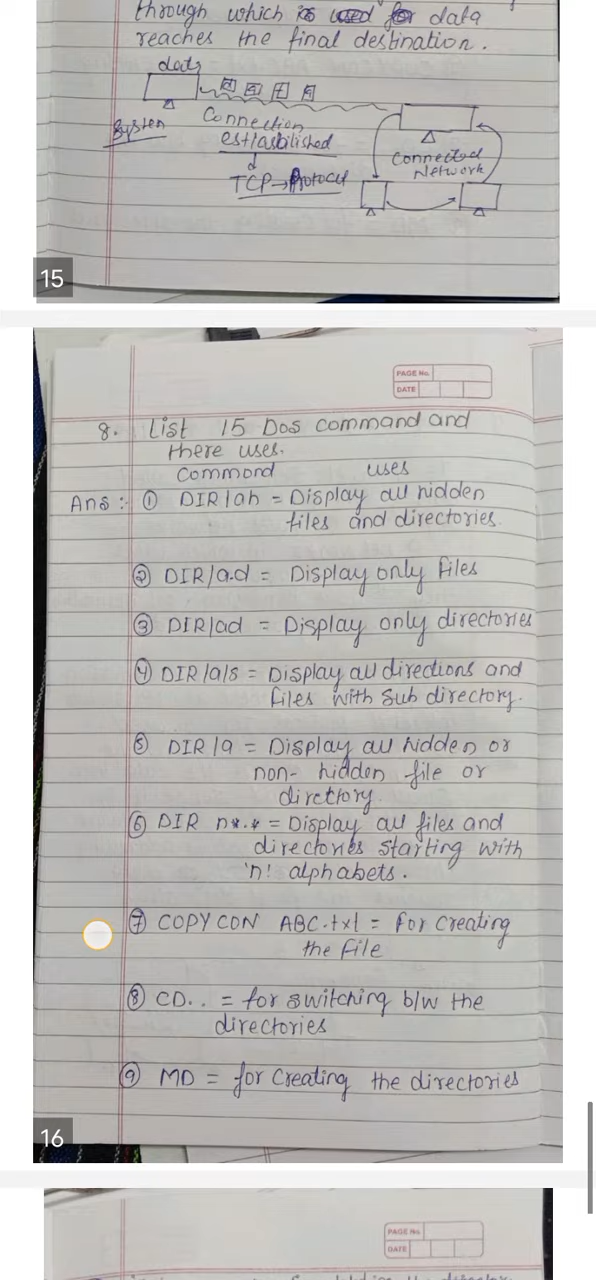 through which is used for data
reaches the final destination.
data
System
Connection
estlasbilished
TCP → Protocol
Connected
Network
15
PAGE No.
DATE
8. List 15 Dos command and
there uses.
Command uses
Ans :- ① DIR/ah = Display all hidden
files and directories.
② DIR/a.d = Display only files
③ DIR/ad = Display only directories
④ DIR/a/s = Display all directions and
files with sub directory.
⑤ DIR/a = Display all hidden or
non- hidden file or
dirctiory.
⑥ DIR n*.* = Display all files and
directories starting with
'n' alphabets.
⑦ COPY CON ABC.txt = for creating
the file
⑧ CD.. = for switching b/w the
directories
⑨ MD = for creating the directories
16
PAGE No.
DATE